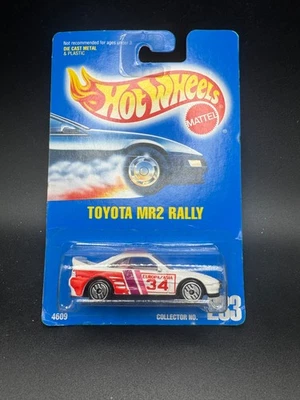 Not recommended for ages under 3.
DIE CAST METAL
& PLASTIC
HOT WHEELS
MATTEL
TOYOTA MR2 RALLY
34
4609
COLLECTOR NO. 233